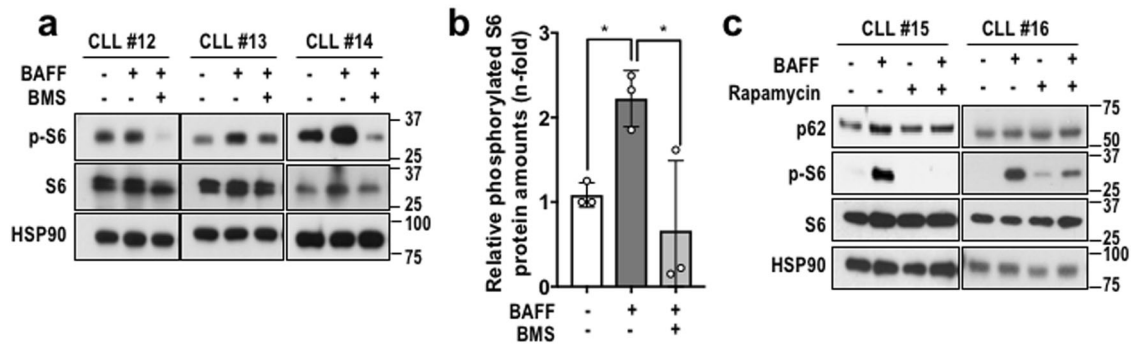 a
CLL #12 CLL #13 CLL #14
BAFF - + + - + + - + +
BMS - - + - - + - - +
p-S6 37
25
S6 37
25
HSP90 100
75
b
Relative phosphorylated S6
protein amounts (n-fold)
3
2
1
0
* *
BAFF - + +
BMS - - +
c
CLL #15 CLL #16
BAFF - + - + - + - +
Rapamycin - - + + - - + +
p62 75
50
p-S6 37
25
S6 37
25
HSP90 100
75